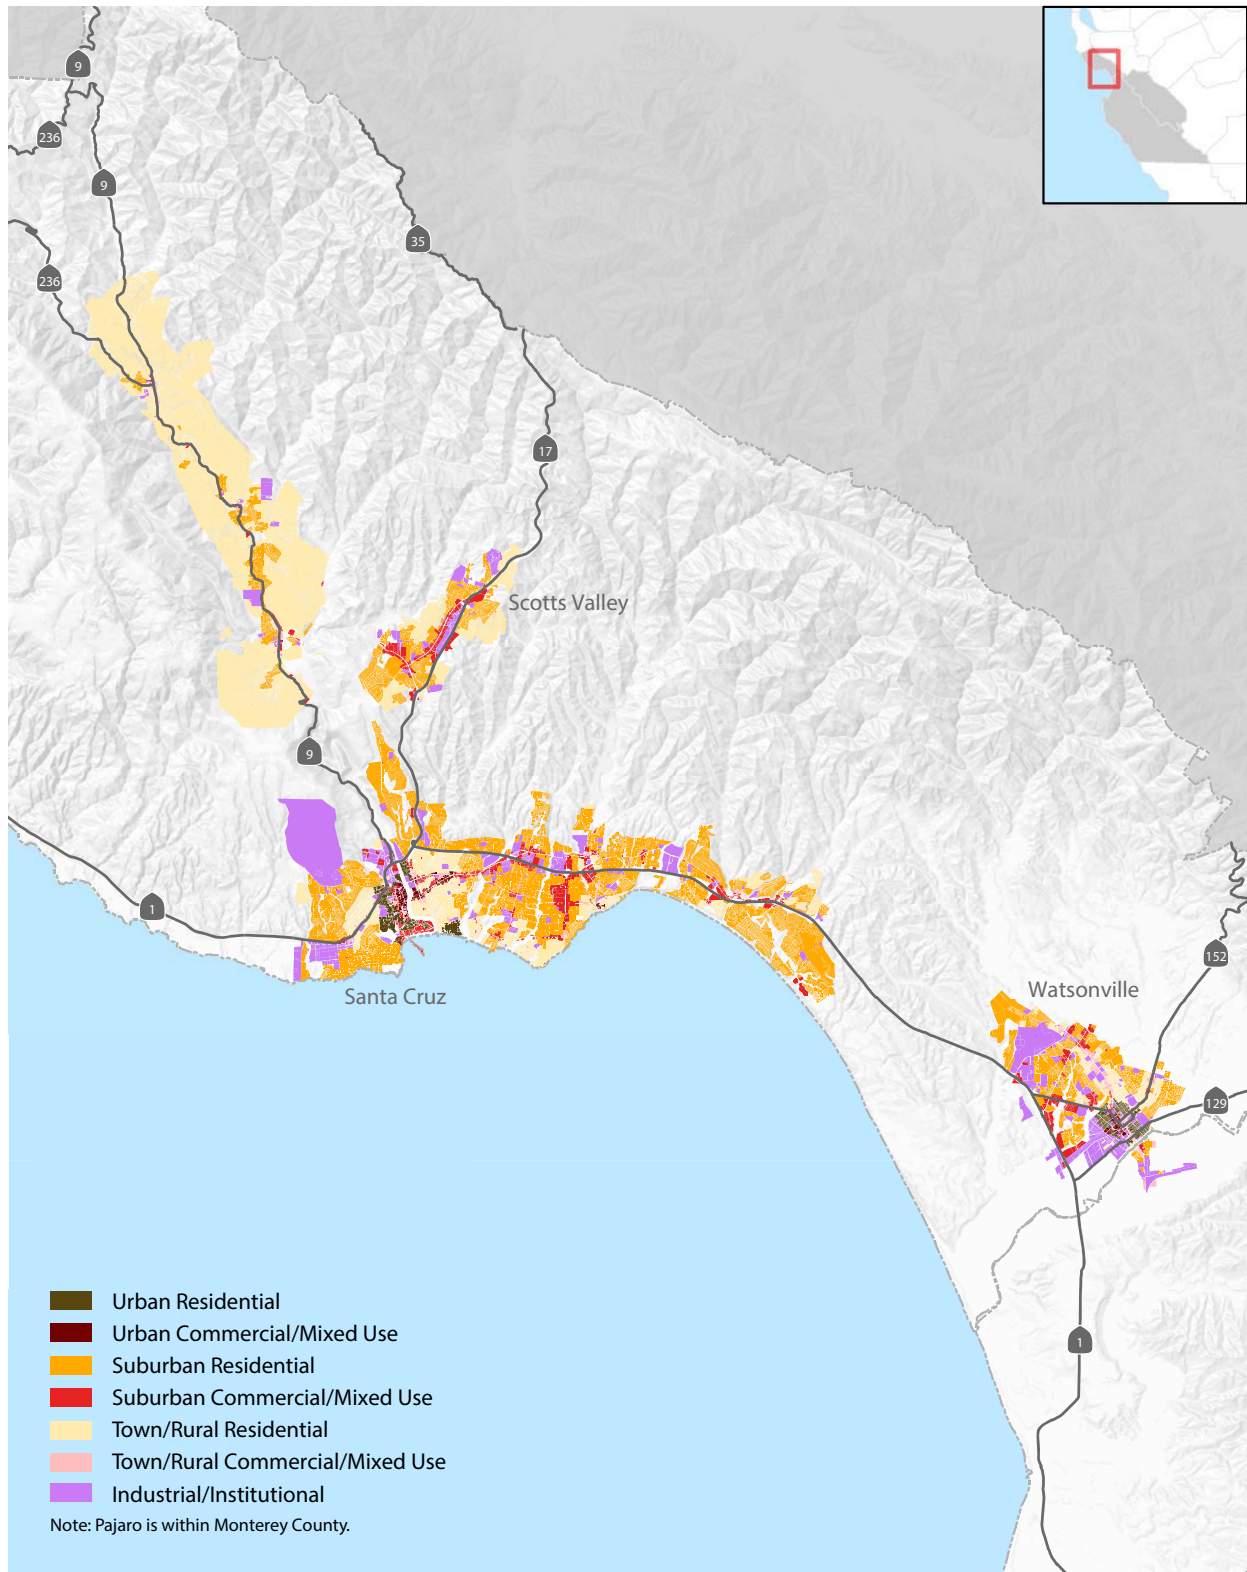 9
236
9
35
236
17
Scotts Valley
9
1
152
Santa Cruz
Watsonville
129
1
Urban Residential
Urban Commercial/Mixed Use
Suburban Residential
Suburban Commercial/Mixed Use
Town/Rural Residential
Town/Rural Commercial/Mixed Use
Industrial/Institutional
Note: Pajaro is within Monterey County.